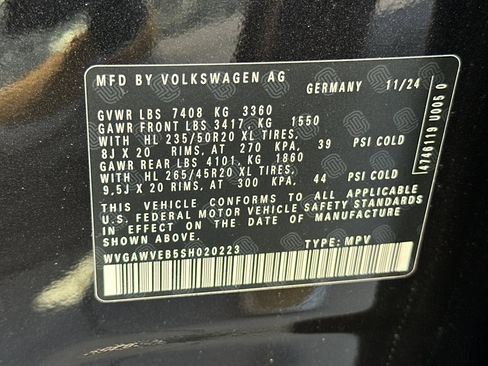 MFD BY VOLKSWAGEN AG GERMANY 11/24
GVWR LBS 7408 KG 3360
GAWR FRONT LBS 3417, KG 1550
WITH HL 235/50R20 XL TIRES,
8J X 20 RIMS, AT 270 KPA, 39 PSI COLD
GAWR REAR LBS 4101, KG 1860
WITH HL 265/45R20 XL TIRES,
9,5J X 20 RIMS, AT 300 KPA, 44 PSI COLD
THIS VEHICLE CONFORMS TO ALL APPLICABLE
U.S. FEDERAL MOTOR VEHICLE SAFETY STANDARDS
IN EFFECT ON THE DATE OF MANUFACTURE
SHOWN ABOVE.
WVGAWVEB5SH020223 TYPE: MPV
4746119 U005 0